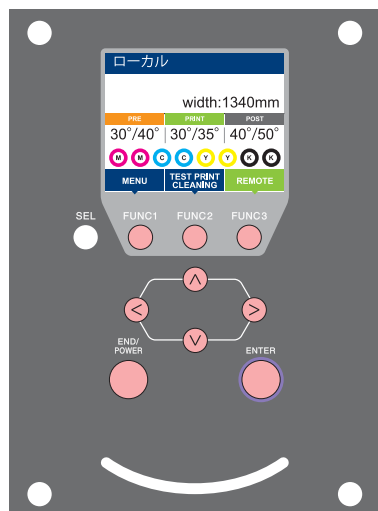 ローカル
width:1340mm
PRE PRINT POST
30°/40° 30°/35° 40°/50°
M M C C Y Y K K
MENU TEST PRINT CLEANING REMOTE
SEL FUNC1 FUNC2 FUNC3
END/
POWER
ENTER